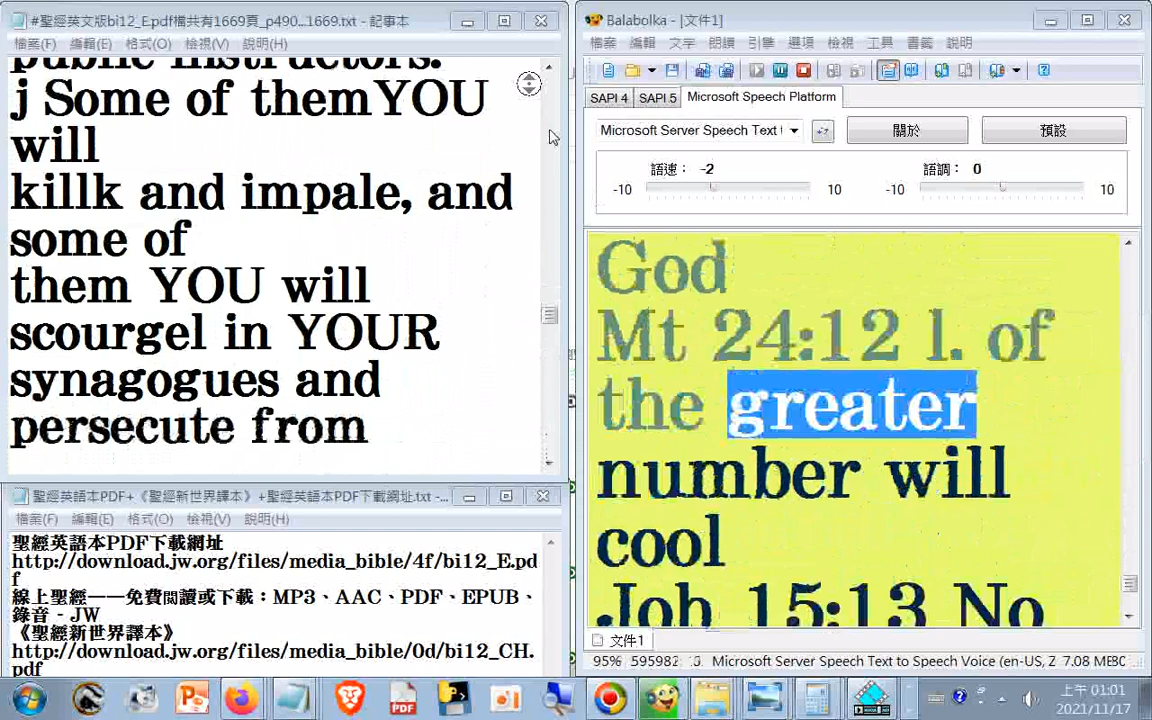 #聖經英文版bi12_E.pdf檔共有1669頁_p490...1669.txt - 記事本
檔案(F) 編輯(E) 格式(O) 檢視(V) 說明(H)
public instructors.
j Some of themYOU
will
killk and impale, and
some of
them YOU will
scourgel in YOUR
synagogues and
persecute from
聖經英語本PDF+《聖經新世界譯本》+聖經英語本PDF下載網址.txt -...
檔案(F) 編輯(E) 格式(O) 檢視(V) 說明(H)
聖經英語本PDF下載網址
http://download.jw.org/files/media_bible/4f/bi12_E.pd
f
線上聖經──免費閱讀或下載：MP3、AAC、PDF、EPUB、
錄音 - JW
《聖經新世界譯本》
http://download.jw.org/files/media_bible/0d/bi12_CH.
pdf
Balabolka - [文件1]
檔案 編輯 文字 朗讀 引擎 選項 檢視 工具 書籤 說明
SAPI 4 SAPI 5 Microsoft Speech Platform
Microsoft Server Speech Text 關於 預設
語速： -2 語調： 0
-10 10 -10 10
God
Mt 24:12 l. of
the greater
number will
cool
Job 15:13 No
文件1
95% 595982 Microsoft Server Speech Text to Speech Voice (en-US, Z 7.08 МЕВС
PDF
上午 01:01
2021/11/17